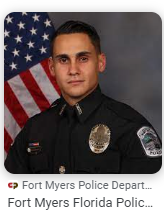 Fort Myers Police Depart...
Fort Myers Florida Polic...